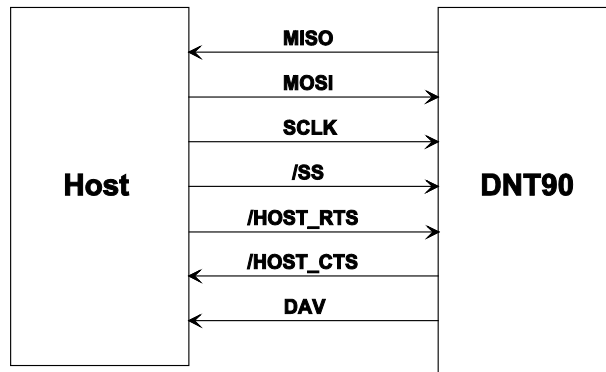 MISO
MOSI
SCLK
/SS
Host
DNT90
/HOST_RTS
/HOST_CTS
DAV